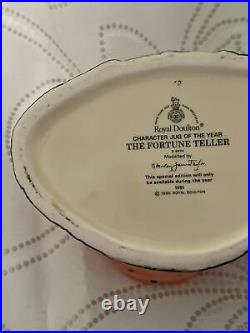 Royal Doulton
CHARACTER JUG OF THE YEAR
THE FORTUNE TELLER
Modelled by
Stanley James Taylor
This special edition will only
be available during the year
1991
© 1990 ROYAL DOULTON